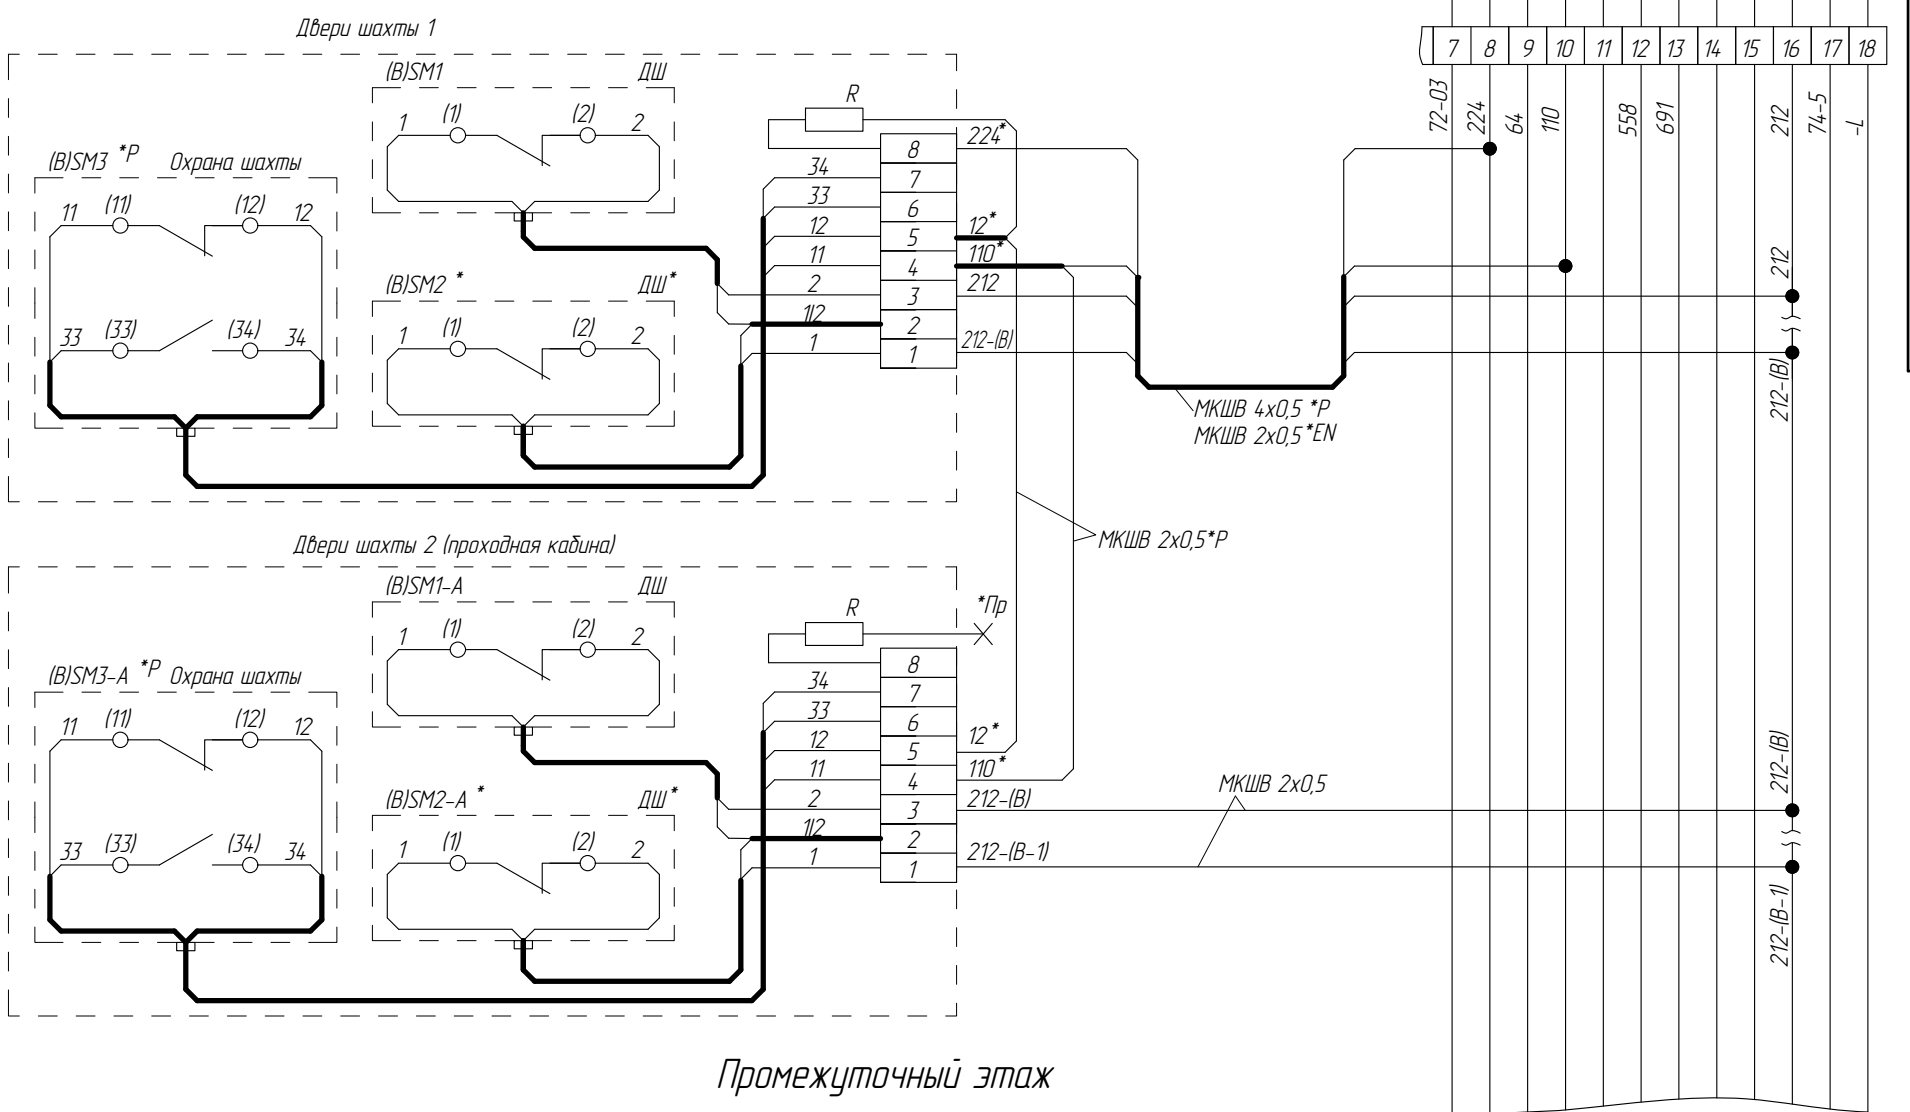 Двери шахты 1
7 8 9 10 11 12 13 14 15 16 17 18
72-03 224 64 110 558 691 212 74-5 -L
(В)SM1 ДШ
1 (1) (2) 2
(В)SM3 *Р Охрана шахты
11 (11) (12) 12
33 (33) (34) 34
(В)SM2 * ДШ*
1 (1) (2) 2
R
8 224*
34 7
33 6
12 5 12*
11 4 110*
2 3 212
1/2 2
1 1 212-(В)
212
212-(В)
МКШВ 4х0,5 *Р
МКШВ 2х0,5 *EN
МКШВ 2х0,5*Р
Двери шахты 2 (проходная кабина)
(В)SM1-А ДШ
1 (1) (2) 2
(В)SM3-А *Р Охрана шахты
11 (11) (12) 12
33 (33) (34) 34
(В)SM2-А * ДШ*
1 (1) (2) 2
R *Пр
8
34 7
33 6
12 5 12*
11 4 110*
2 3 212-(В)
1/2 2
1 1 212-(В-1)
МКШВ 2х0,5
212-(В)
212-(В-1)
Промежуточный этаж